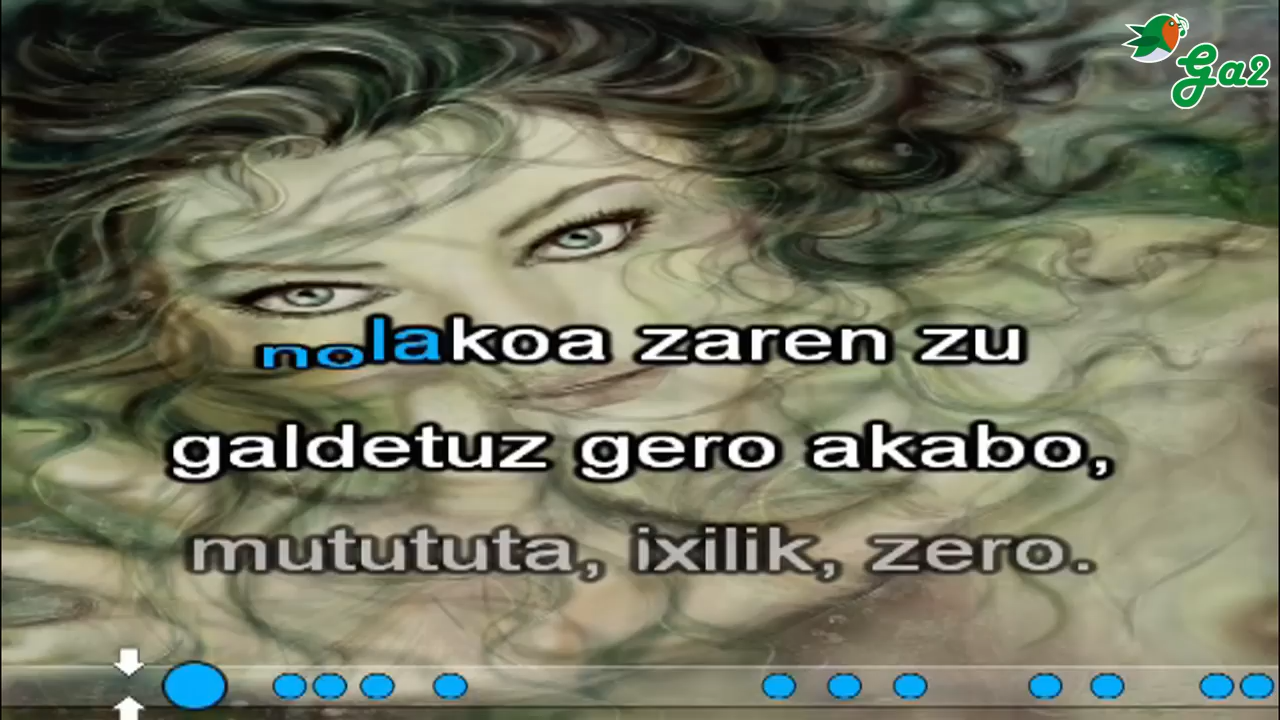 Ga2
nolakoa zaren zu
galdetuz gero akabo,
mutututa, ixilik, zero.